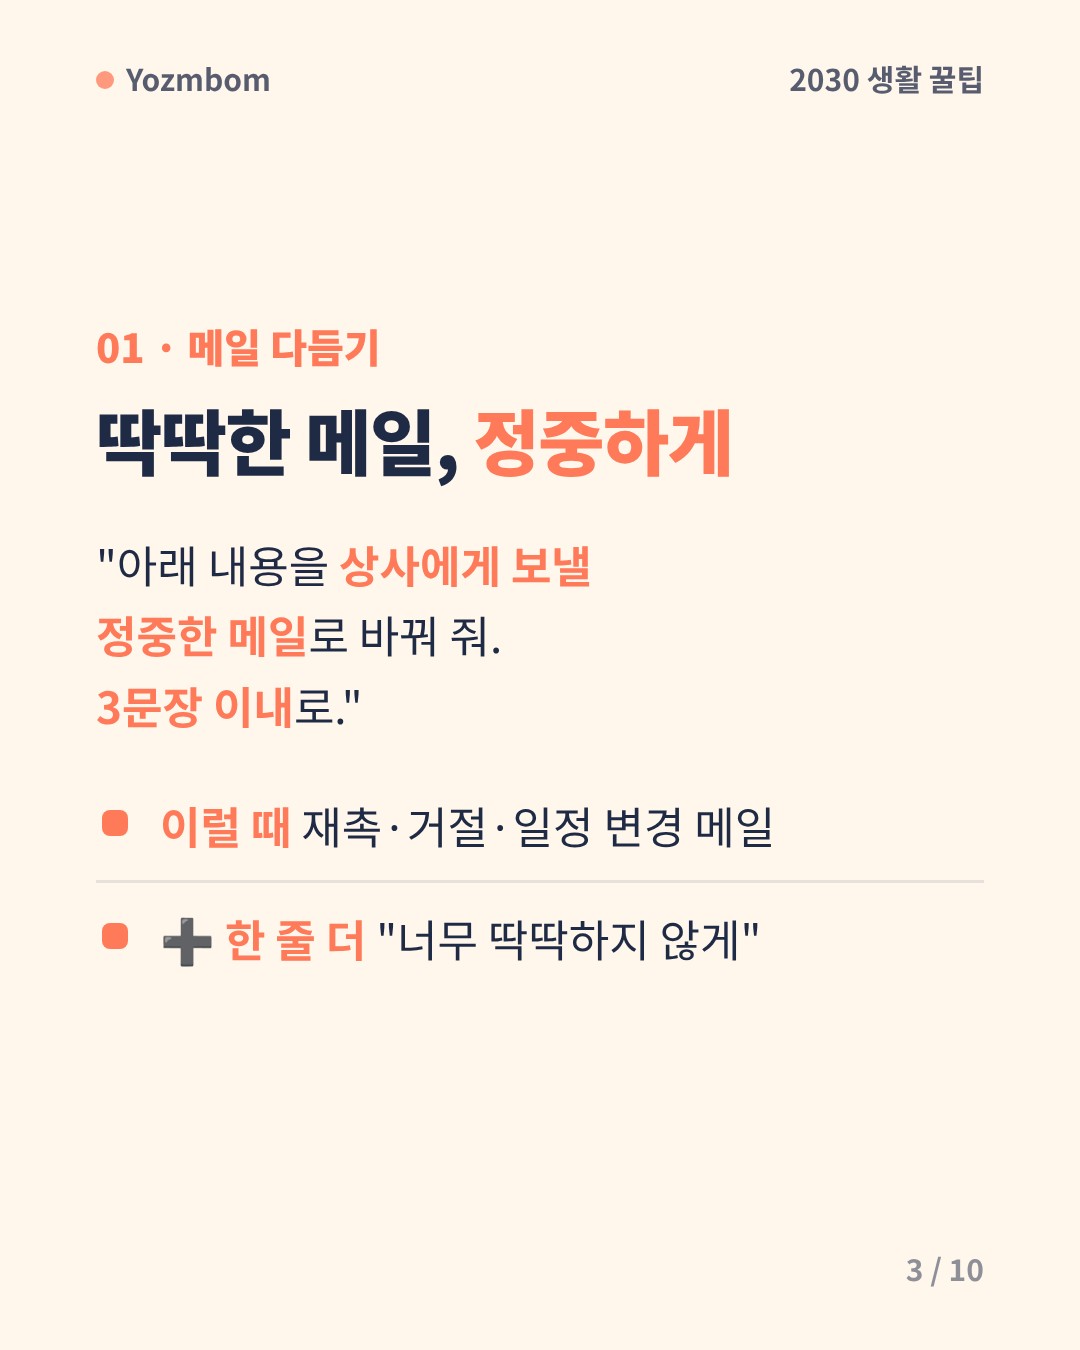 Yozmbom
2030 생활 꿀팁
01 · 메일 다듬기
딱딱한 메일, 정중하게
"아래 내용을 상사에게 보낼
정중한 메일로 바꿔 줘.
3문장 이내로."
이럴 때 재촉·거절·일정 변경 메일
➕ 한 줄 더 "너무 딱딱하지 않게"
3 / 10